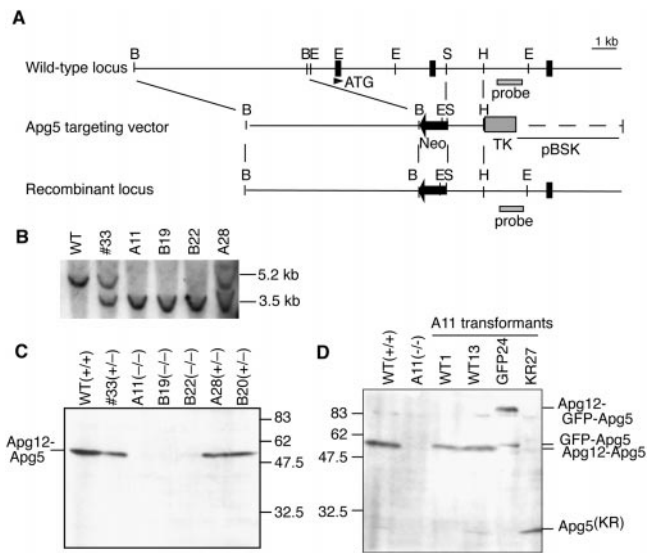 A
B BE E E S H E 1 kb
Wild-type locus
ATG
probe
B B ES H
Apg5 targeting vector
Neo TK pBSK
B B ES H E
Recombinant locus
probe
B
WT #33 A11 B19 B22 A28
5.2 kb
3.5 kb
C
WT(+/+) #33(+/−) A11(−/−) B19(−/−) B22(−/−) A28(+/−) B20(+/−)
83
Apg12-Apg5
62
47.5
32.5
D
A11 transformants
WT(+/+) A11(-/-) WT1 WT13 GFP24 KR27
83
62
47.5
32.5
Apg12-
GFP-Apg5
GFP-Apg5
Apg12-Apg5
Apg5(KR)